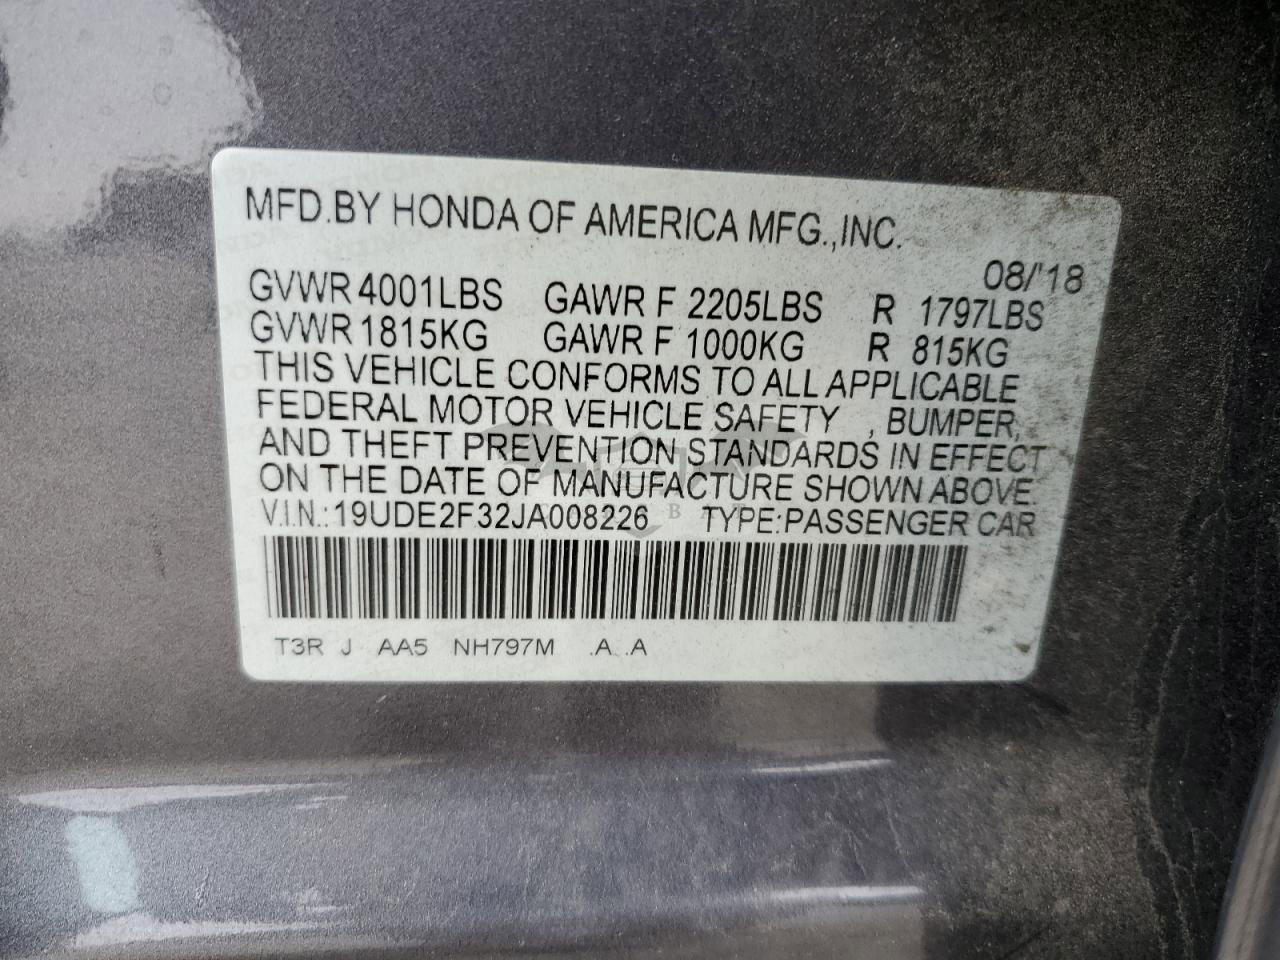 MFD.BY HONDA OF AMERICA MFG.,INC.
08/'18
GVWR 4001LBS GAWR F 2205LBS R 1797LBS
GVWR 1815KG GAWR F 1000KG R 815KG
THIS VEHICLE CONFORMS TO ALL APPLICABLE
FEDERAL MOTOR VEHICLE SAFETY , BUMPER,
AND THEFT PREVENTION STANDARDS IN EFFECT
ON THE DATE OF MANUFACTURE SHOWN ABOVE.
V.I.N.:19UDE2F32JA008226 TYPE:PASSENGER CAR
T3R J AA5 NH797M .A .A